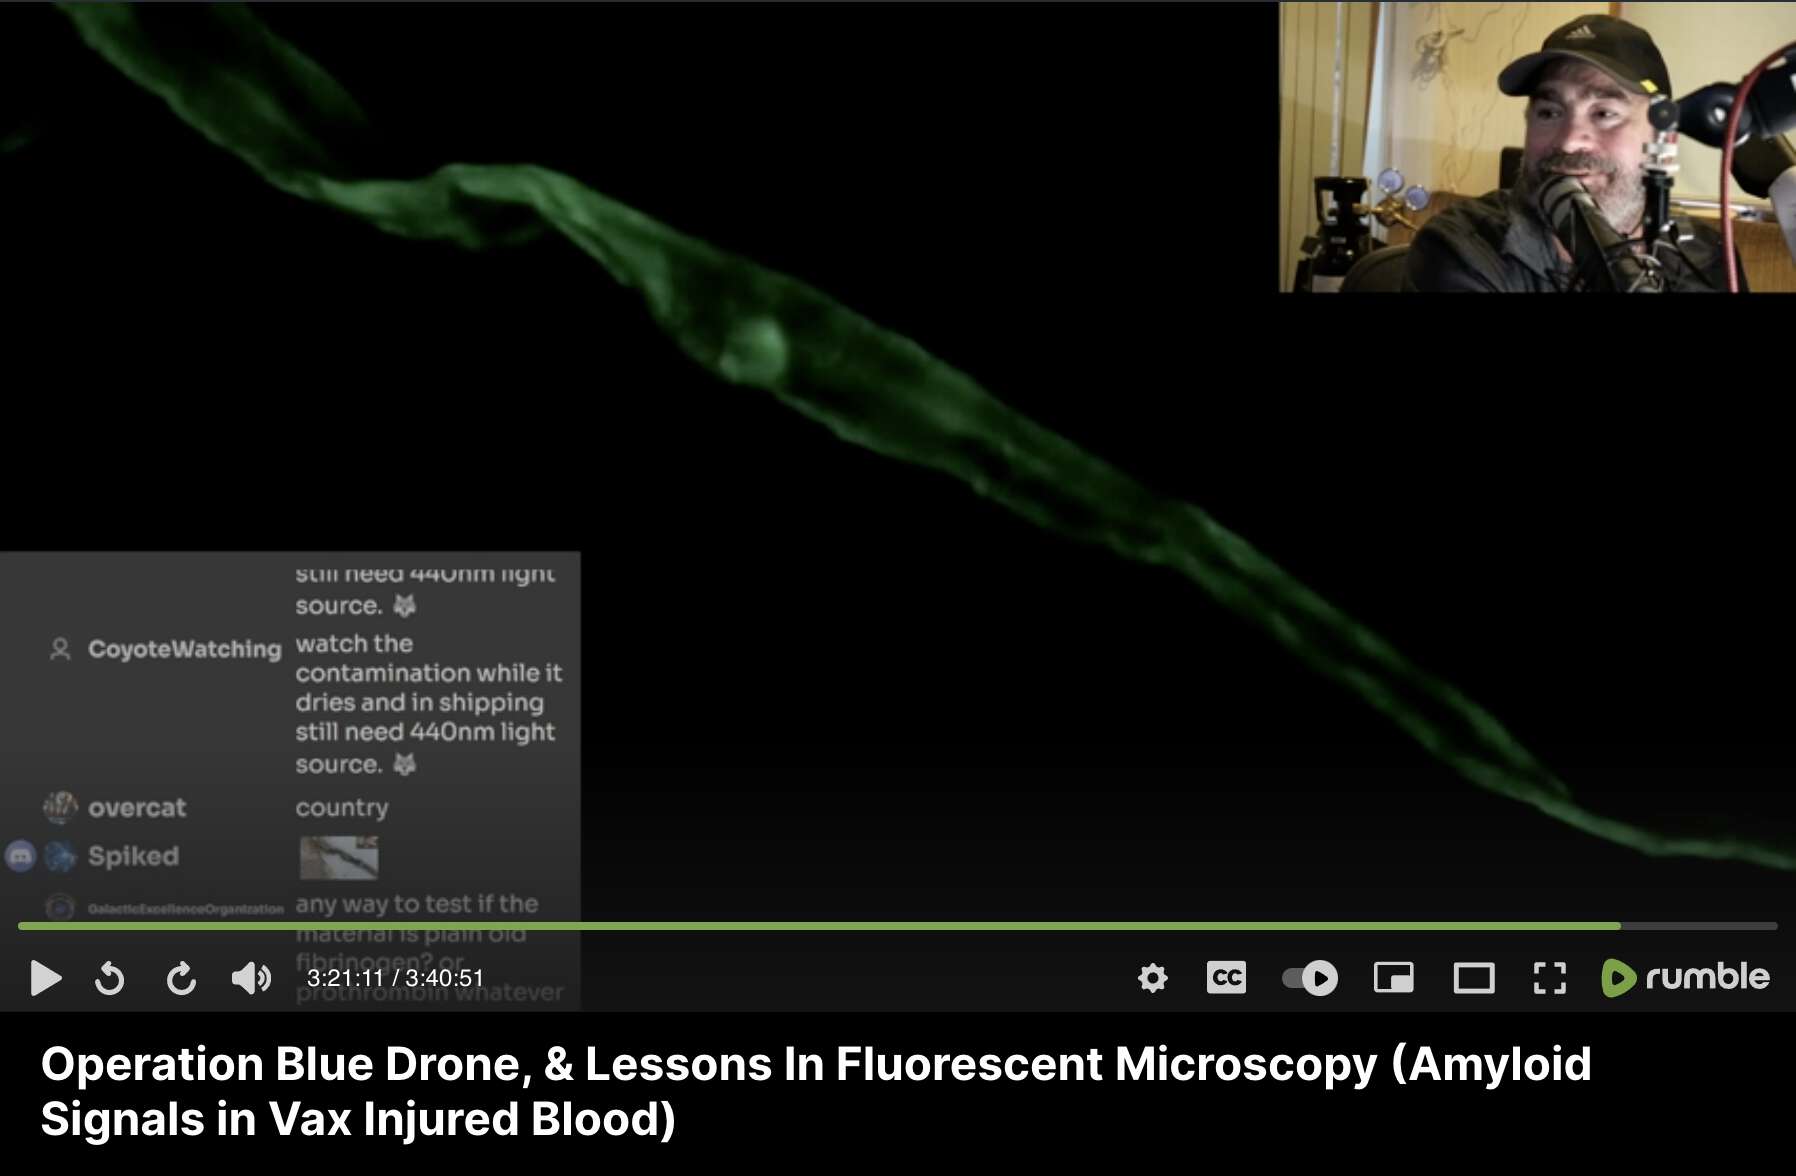 still need 440nm light
source.
CoyoteWatching
watch the
contamination while it
dries and in shipping
still need 440nm light
source.
overcat
country
Spiked
GalacticExcellenceOrganization
any way to test if the
material is plain old
fibrinogen? or
prothrombin whatever
3:21:11 / 3:40:51
CC
rumble
Operation Blue Drone, & Lessons In Fluorescent Microscopy (Amyloid
Signals in Vax Injured Blood)